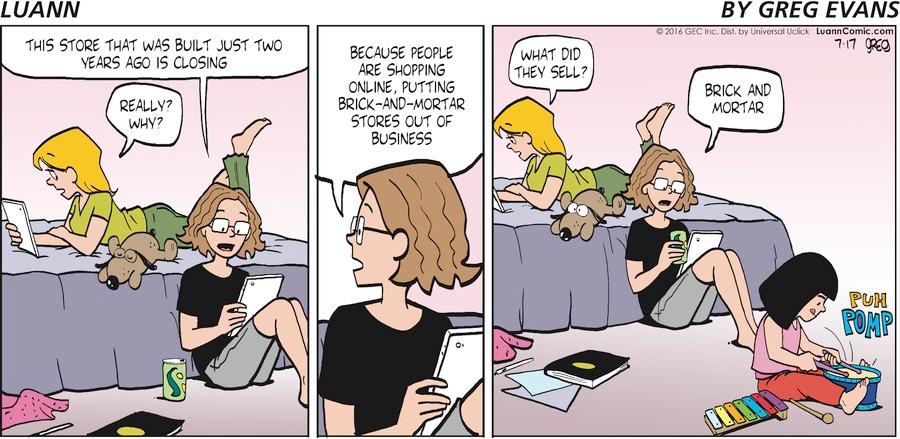 LUANN
BY GREG EVANS
© 2016 GEC Inc. Dist. by Universal Uclick LuannComic.com
7-17 GREG
THIS STORE THAT WAS BUILT JUST TWO
YEARS AGO IS CLOSING
REALLY?
WHY?
BECAUSE PEOPLE
ARE SHOPPING
ONLINE, PUTTING
BRICK-AND-MORTAR
STORES OUT OF
BUSINESS
WHAT DID
THEY SELL?
BRICK AND
MORTAR
PUH
POMP